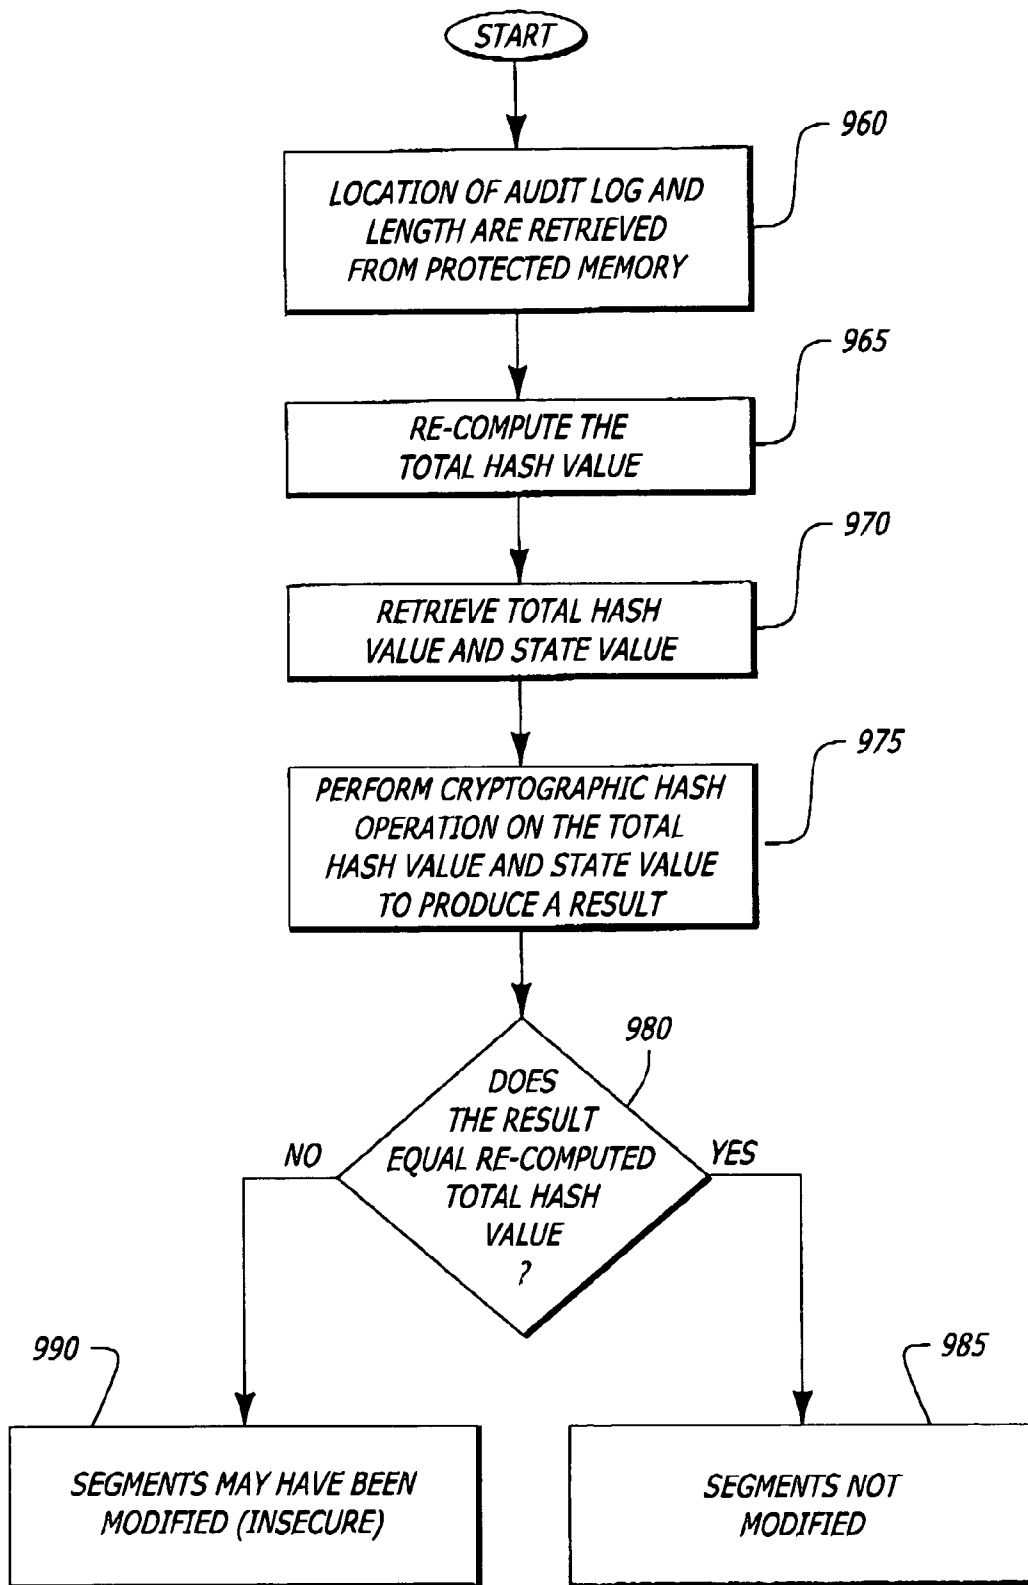 START
960
LOCATION OF AUDIT LOG AND
LENGTH ARE RETRIEVED
FROM PROTECTED MEMORY
965
RE-COMPUTE THE
TOTAL HASH VALUE
970
RETRIEVE TOTAL HASH
VALUE AND STATE VALUE
975
PERFORM CRYPTOGRAPHIC HASH
OPERATION ON THE TOTAL
HASH VALUE AND STATE VALUE
TO PRODUCE A RESULT
980
DOES
THE RESULT
EQUAL RE-COMPUTED
TOTAL HASH
VALUE
?
NO
YES
990
985
SEGMENTS MAY HAVE BEEN
MODIFIED (INSECURE)
SEGMENTS NOT
MODIFIED